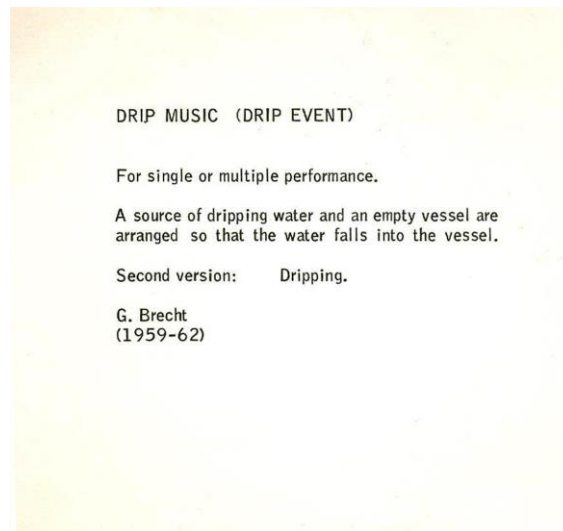 DRIP MUSIC (DRIP EVENT)
For single or multiple performance.
A source of dripping water and an empty vessel are
arranged so that the water falls into the vessel.
Second version: Dripping.
G. Brecht
(1959-62)